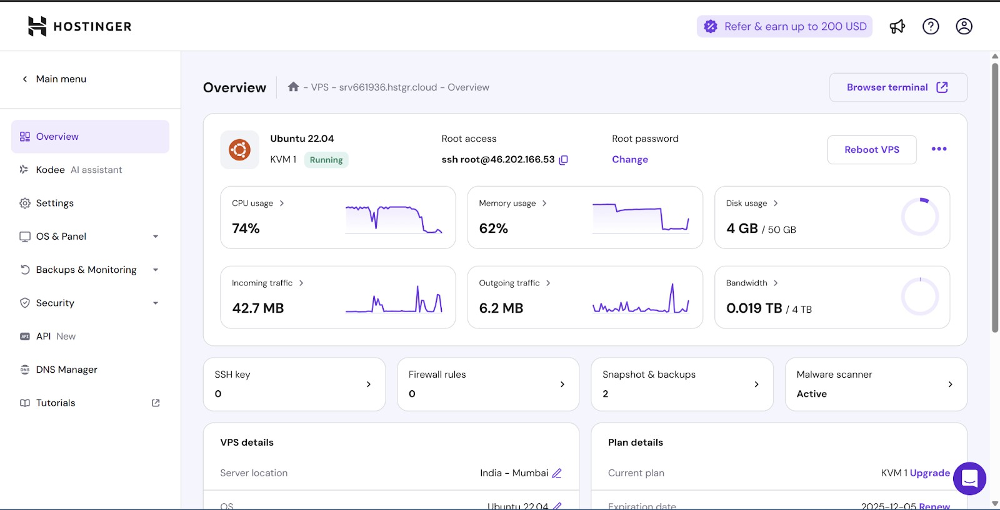 HOSTINGER
Refer & earn up to 200 USD
Main menu
Overview
Kodee AI assistant
Settings
OS & Panel
Backups & Monitoring
Security
API New
DNS Manager
Tutorials
Overview
- VPS - srv661936.hstgr.cloud - Overview
Browser terminal
Ubuntu 22.04
KVM 1 Running
Root access
ssh root@46.202.166.53
Root password
Change
Reboot VPS
CPU usage
74%
Memory usage
62%
Disk usage
4 GB / 50 GB
Incoming traffic
42.7 MB
Outgoing traffic
6.2 MB
Bandwidth
0.019 TB / 4 TB
SSH key
0
Firewall rules
0
Snapshot & backups
2
Malware scanner
Active
VPS details
Server location India - Mumbai
OS Ubuntu 22.04
Plan details
Current plan KVM 1 Upgrade
Expiration date 2025-12-05 Renew